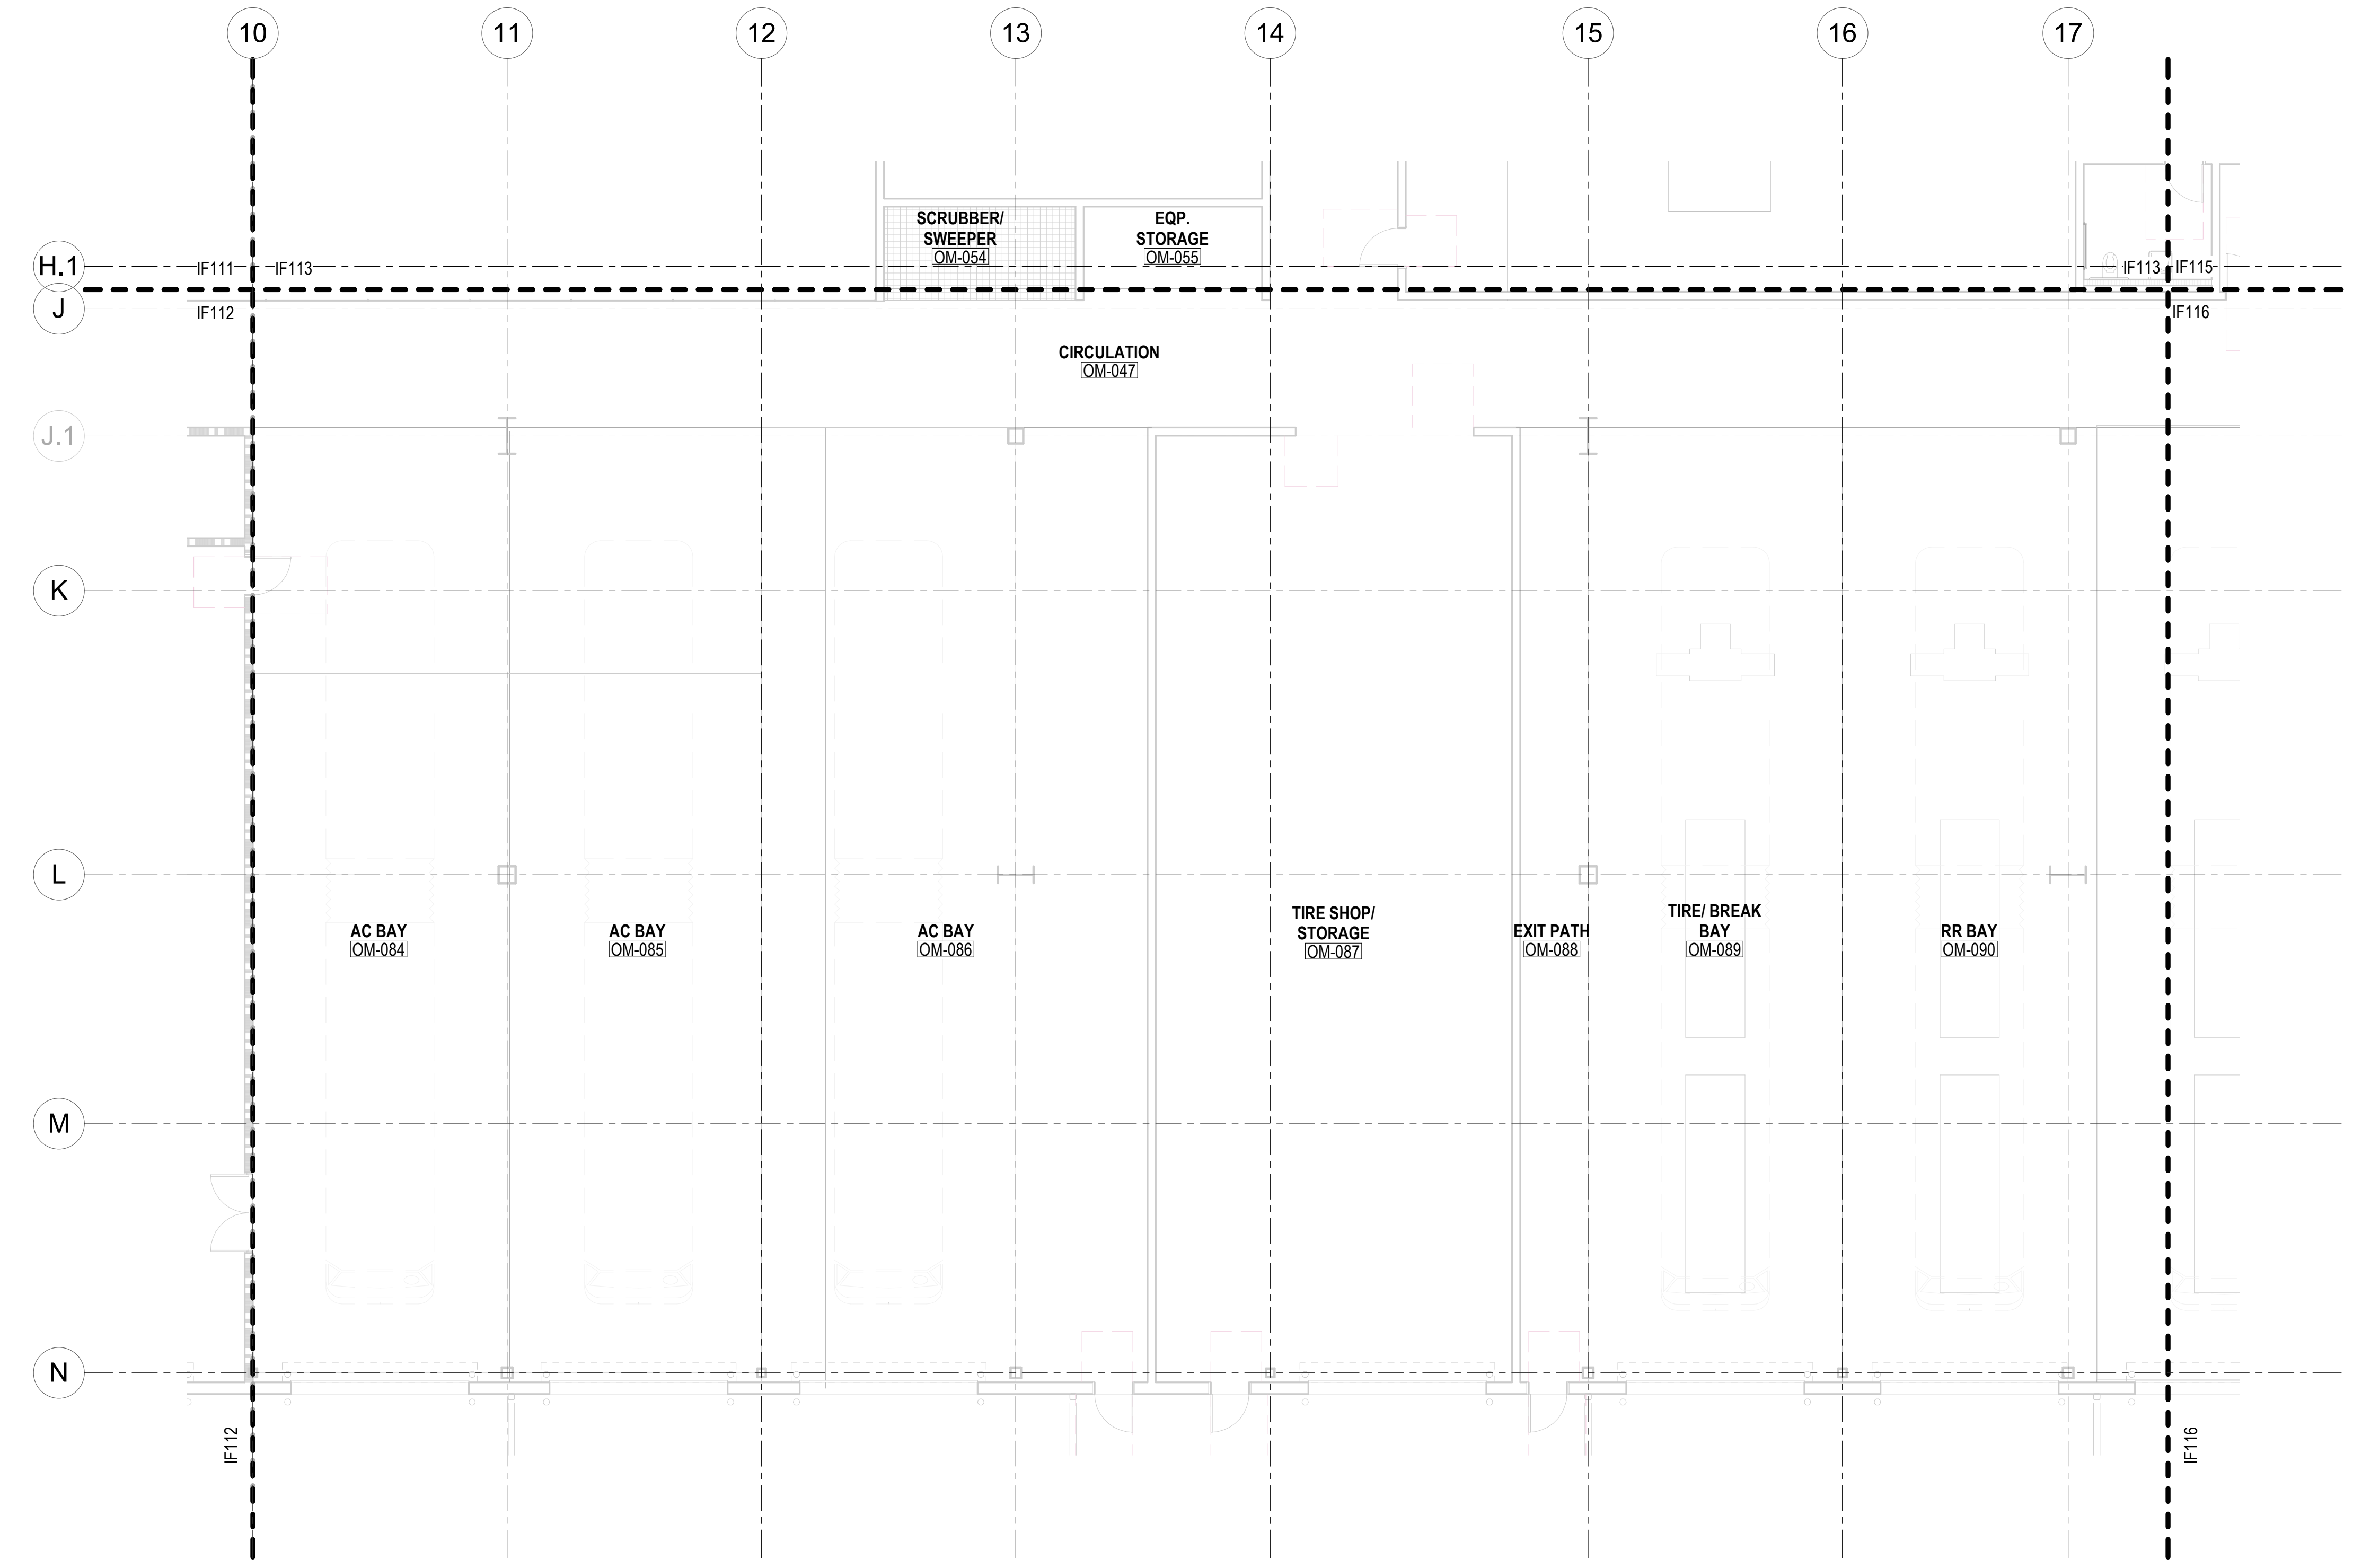 10 11 12 13 14 15 16 17
SCRUBBER/
SWEEPER
OM-054
EQP.
STORAGE
OM-055
H.1
IF111 IF113
IF113 IF115
J
IF112
IF116
CIRCULATION
OM-047
J.1
K
L
AC BAY
OM-084
AC BAY
OM-085
AC BAY
OM-086
TIRE SHOP/
STORAGE
OM-087
EXIT PATH
OM-088
TIRE/ BREAK
BAY
OM-089
RR BAY
OM-090
M
N
IF112
IF116